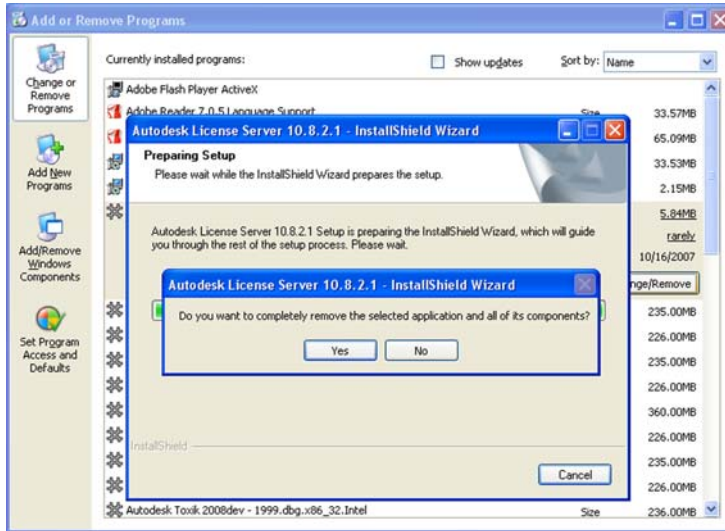 Add or Remove Programs
Change or
Remove
Programs
Add New
Programs
Add/Remove
Windows
Components
Set Program
Access and
Defaults
Currently installed programs:
Show updates
Sort by: Name
Adobe Flash Player ActiveX
Adobe Reader 7.0.5 Language Support
Size 33.57MB
65.09MB
33.53MB
2.15MB
5.84MB
rarely
10/16/2007
nge/Remove
235.00MB
226.00MB
235.00MB
226.00MB
360.00MB
226.00MB
235.00MB
226.00MB
Autodesk Toxik 2008dev - 1999.dbg.x86_32.Intel Size 236.00MB
Autodesk License Server 10.8.2.1 - InstallShield Wizard
Preparing Setup
Please wait while the InstallShield Wizard prepares the setup.
Autodesk License Server 10.8.2.1 Setup is preparing the InstallShield Wizard, which will guide
you through the rest of the setup process. Please wait.
InstallShield
Cancel
Autodesk License Server 10.8.2.1 - InstallShield Wizard
Do you want to completely remove the selected application and all of its components?
Yes No